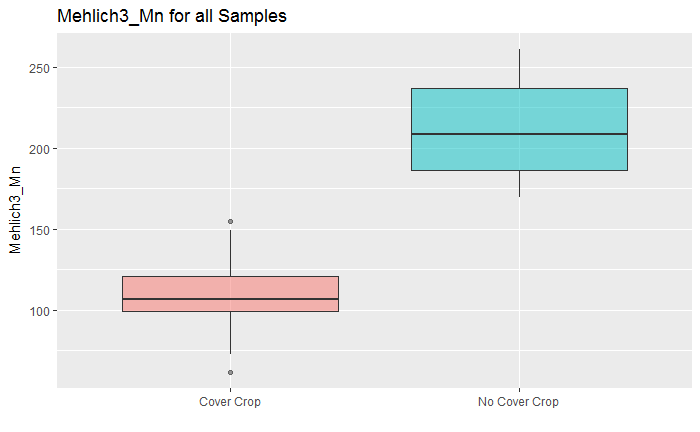 Mehlich3_Mn for all Samples
Mehlich3_Mn
250
200
150
100
Cover Crop
No Cover Crop